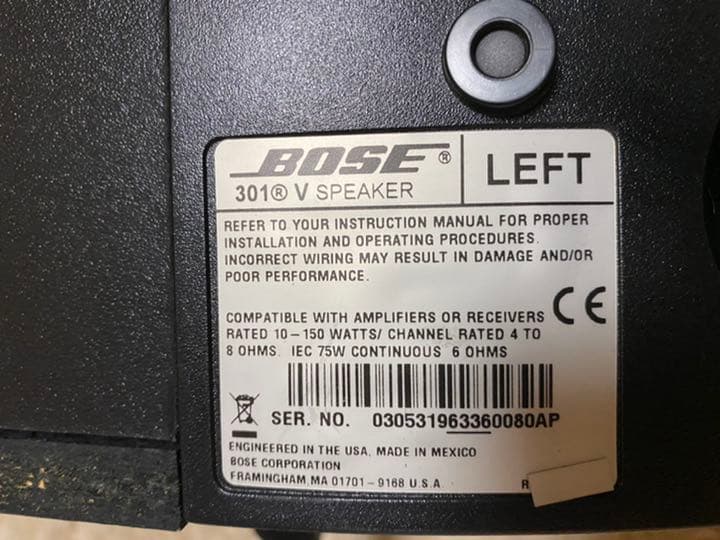 BOSE®
301® V SPEAKER
LEFT
REFER TO YOUR INSTRUCTION MANUAL FOR PROPER
INSTALLATION AND OPERATING PROCEDURES.
INCORRECT WIRING MAY RESULT IN DAMAGE AND/OR
POOR PERFORMANCE.
COMPATIBLE WITH AMPLIFIERS OR RECEIVERS
RATED 10-150 WATTS/ CHANNEL RATED 4 TO
8 OHMS. IEC 75W CONTINUOUS 6 OHMS
CE
SER. NO. 030531963360080AP
ENGINEERED IN THE USA, MADE IN MEXICO
BOSE CORPORATION
FRAMINGHAM, MA 01701-9168 U.S.A.